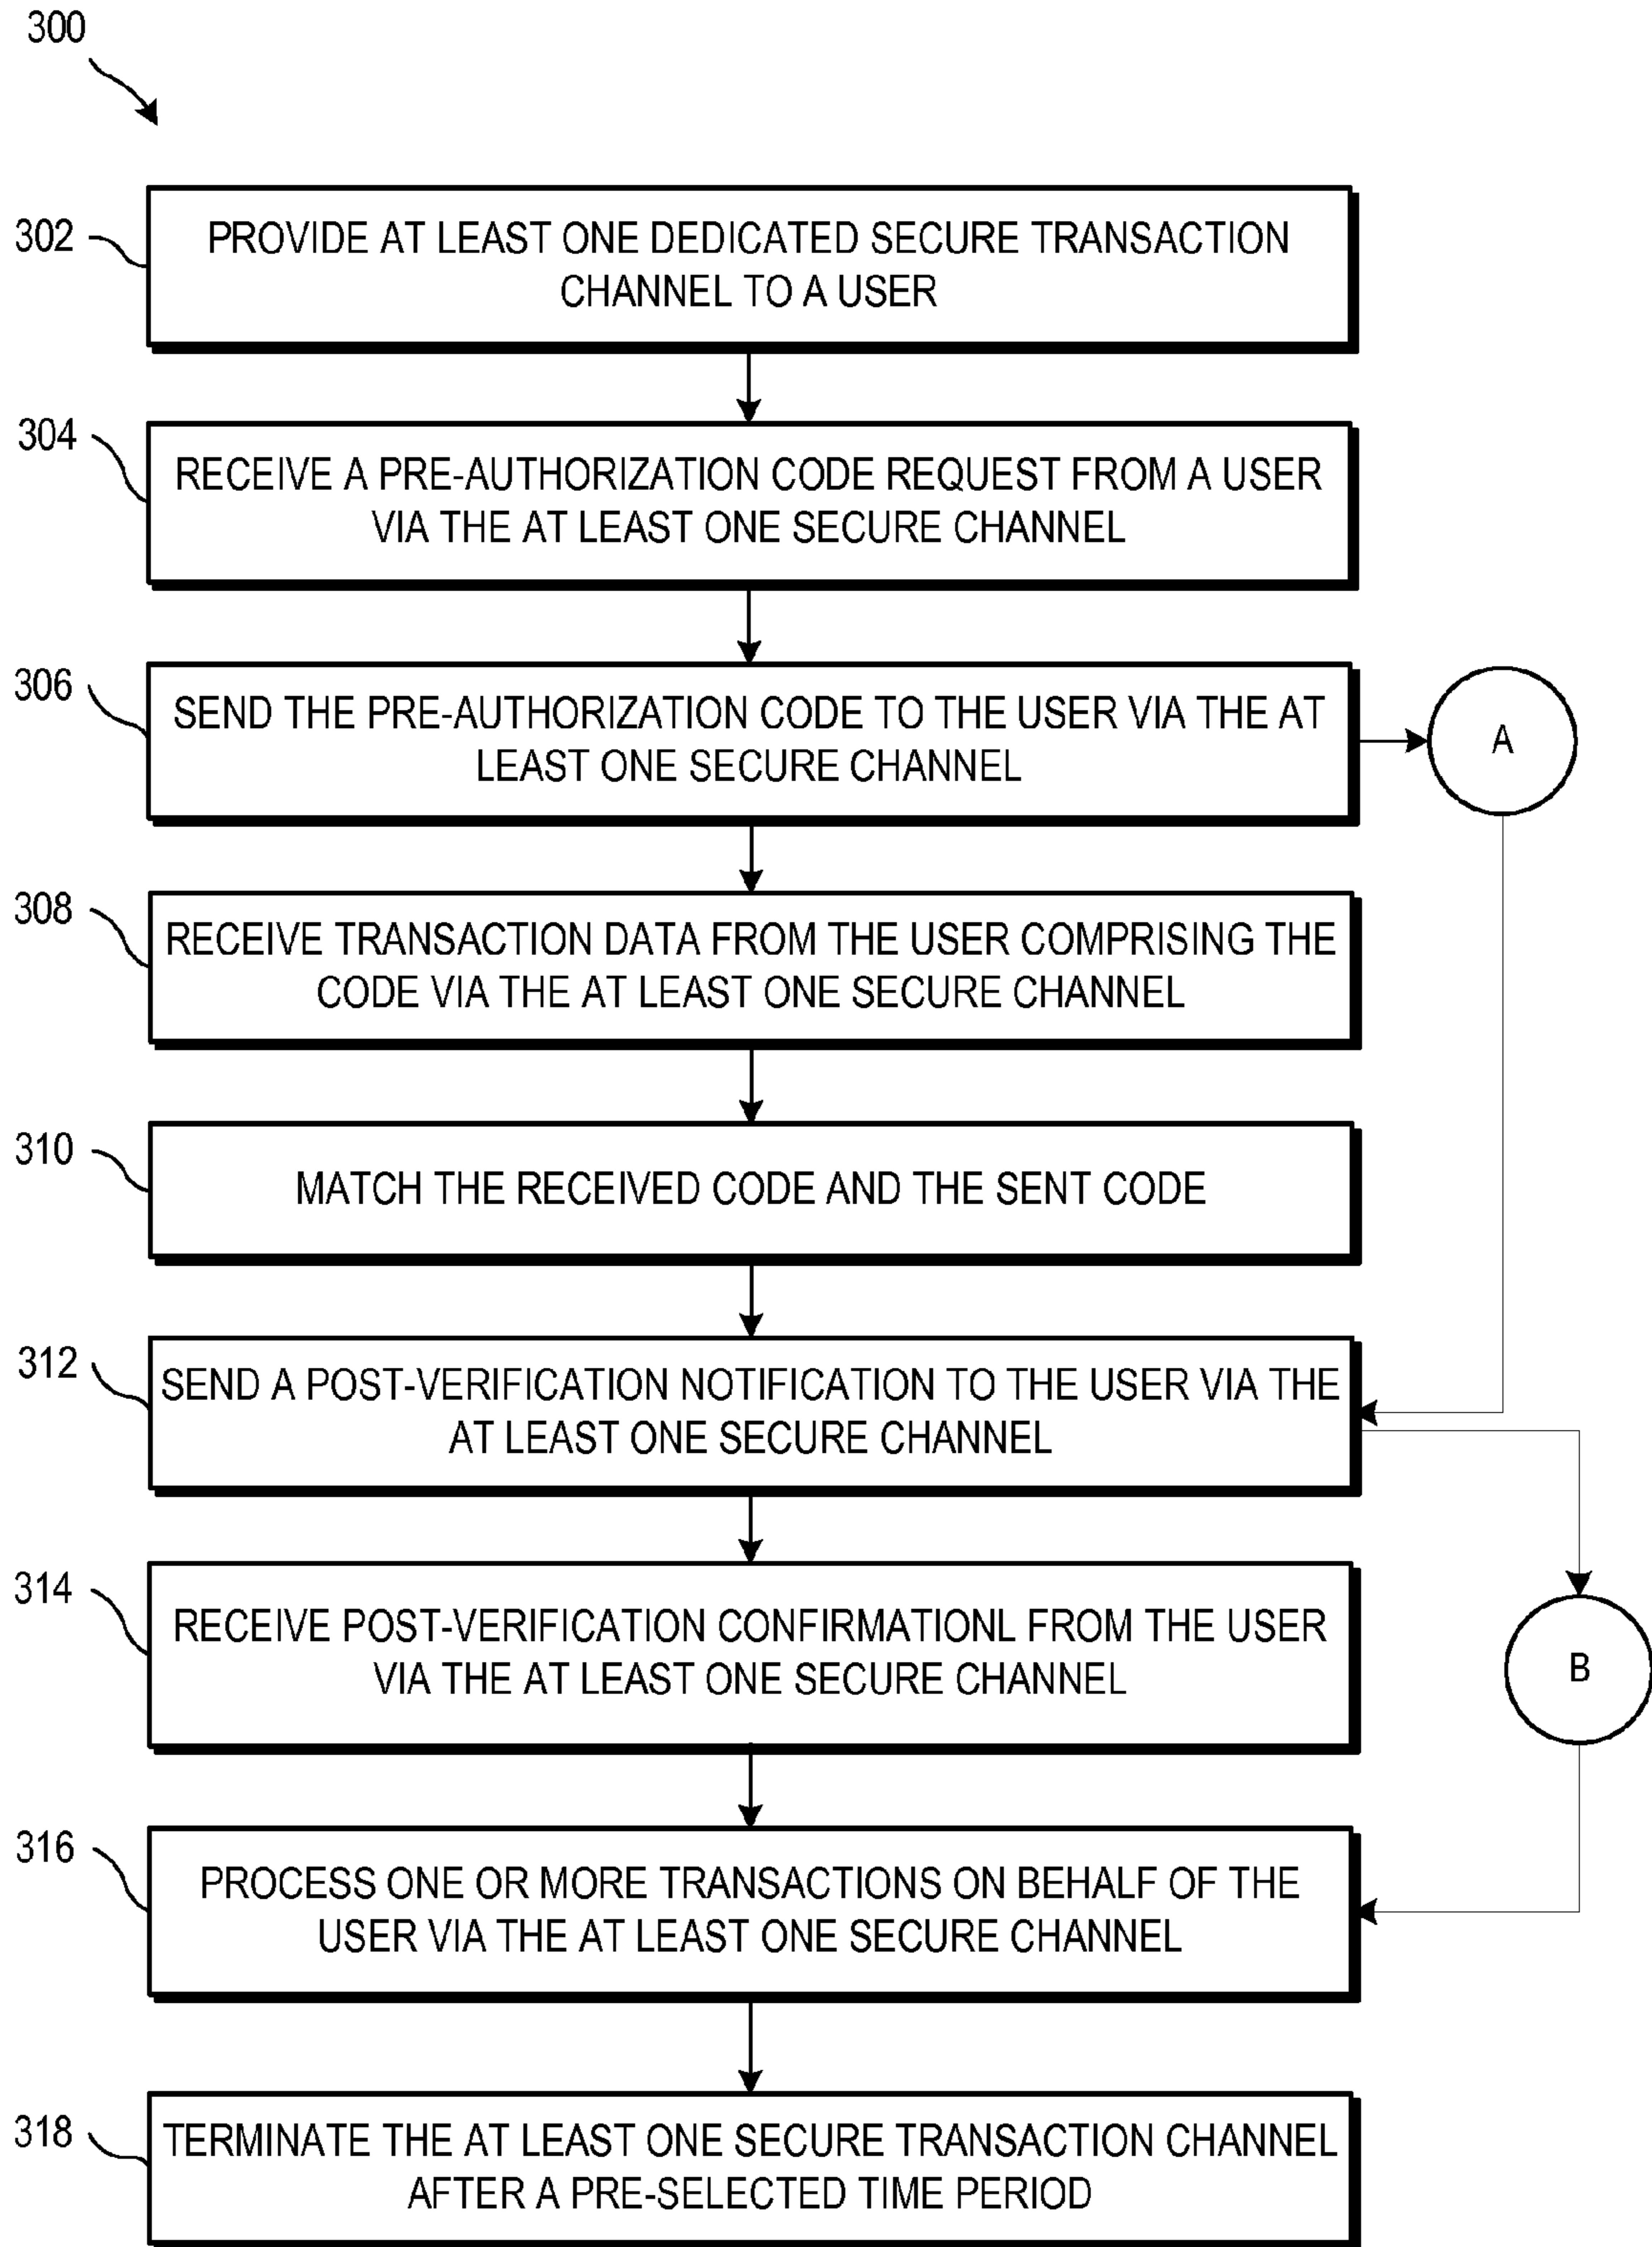 300
302
PROVIDE AT LEAST ONE DEDICATED SECURE TRANSACTION
CHANNEL TO A USER
304
RECEIVE A PRE-AUTHORIZATION CODE REQUEST FROM A USER
VIA THE AT LEAST ONE SECURE CHANNEL
306
SEND THE PRE-AUTHORIZATION CODE TO THE USER VIA THE AT
LEAST ONE SECURE CHANNEL
A
308
RECEIVE TRANSACTION DATA FROM THE USER COMPRISING THE
CODE VIA THE AT LEAST ONE SECURE CHANNEL
310
MATCH THE RECEIVED CODE AND THE SENT CODE
312
SEND A POST-VERIFICATION NOTIFICATION TO THE USER VIA THE
AT LEAST ONE SECURE CHANNEL
314
RECEIVE POST-VERIFICATION CONFIRMATIONL FROM THE USER
VIA THE AT LEAST ONE SECURE CHANNEL
B
316
PROCESS ONE OR MORE TRANSACTIONS ON BEHALF OF THE
USER VIA THE AT LEAST ONE SECURE CHANNEL
318
TERMINATE THE AT LEAST ONE SECURE TRANSACTION CHANNEL
AFTER A PRE-SELECTED TIME PERIOD